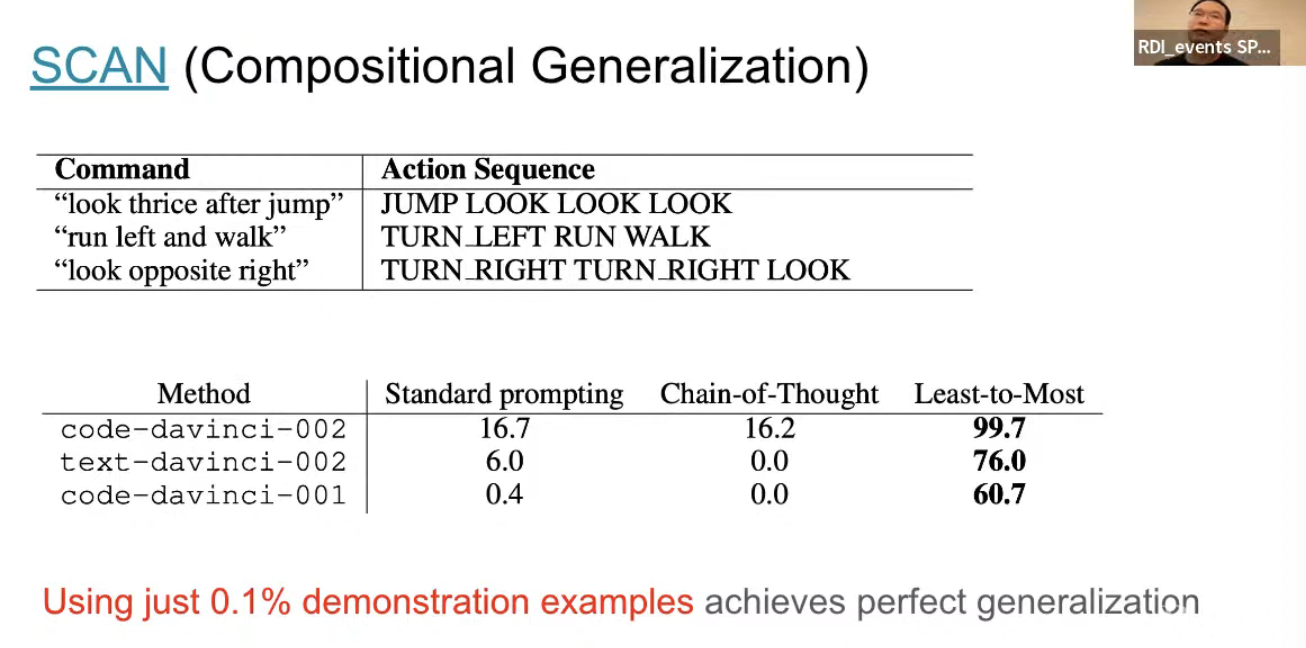 SCAN (Compositional Generalization)
RDI_events SP...
Command Action Sequence
“look thrice after jump” JUMP LOOK LOOK LOOK
“run left and walk” TURN_LEFT RUN WALK
“look opposite right” TURN_RIGHT TURN_RIGHT LOOK
Method Standard prompting Chain-of-Thought Least-to-Most
code-davinci-002 16.7 16.2 99.7
text-davinci-002 6.0 0.0 76.0
code-davinci-001 0.4 0.0 60.7
Using just 0.1% demonstration examples achieves perfect generalization